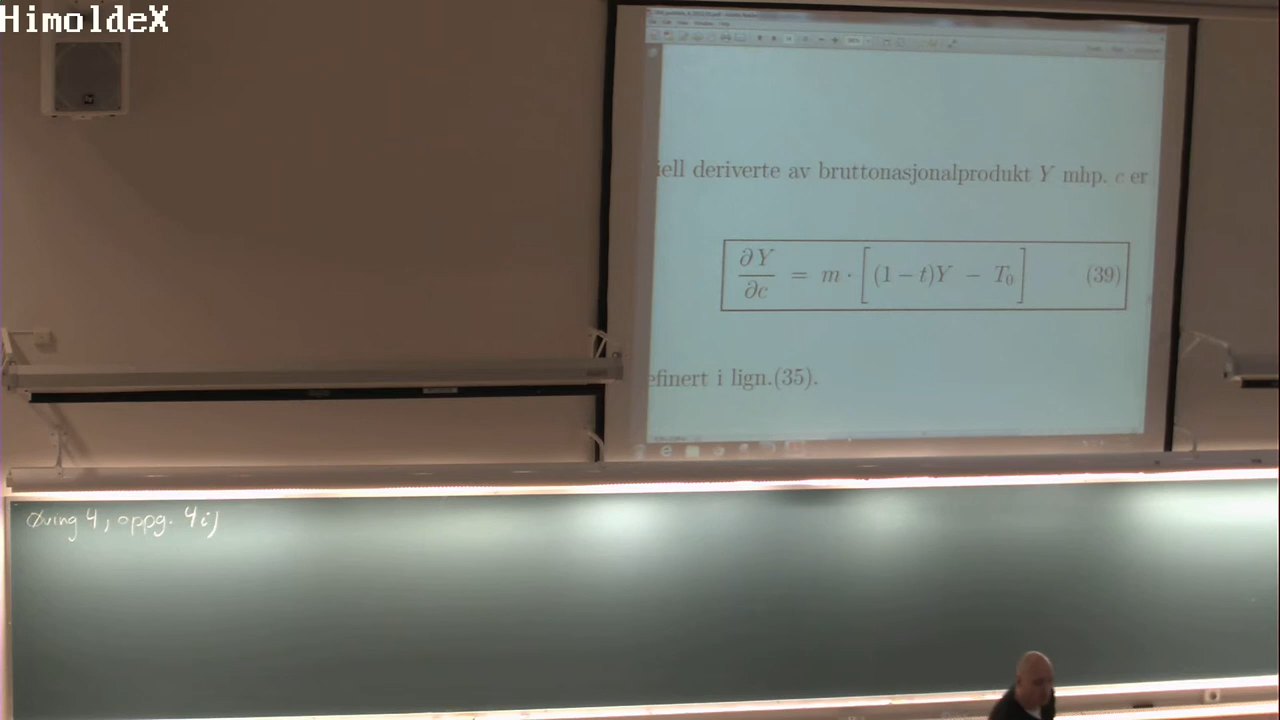 HimoldeX
iell deriverte av bruttonasjonalprodukt Y mhp. c er
∂Y/∂c = m · [(1 − t)Y − T₀] (39)
efinert i lign.(35).
Øving 4, oppg. 4i)